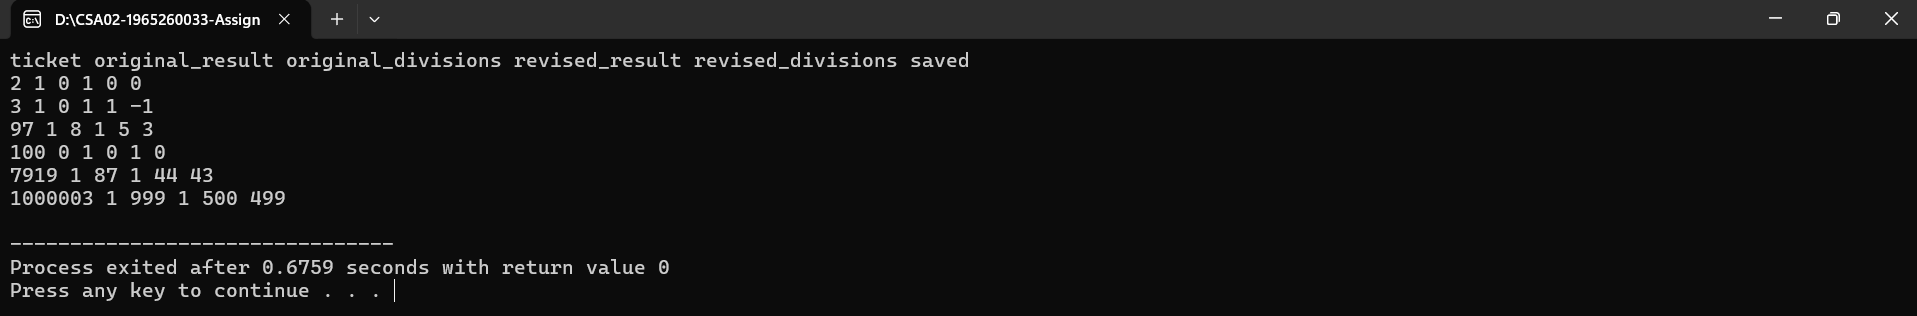 D:\CSA02-1965260033-Assign
ticket original_result original_divisions revised_result revised_divisions saved
2 1 0 1 0 0
3 1 0 1 1 -1
97 1 8 1 5 3
100 0 1 0 1 0
7919 1 87 1 44 43
1000003 1 999 1 500 499
--------------------------------
Process exited after 0.6759 seconds with return value 0
Press any key to continue . . .